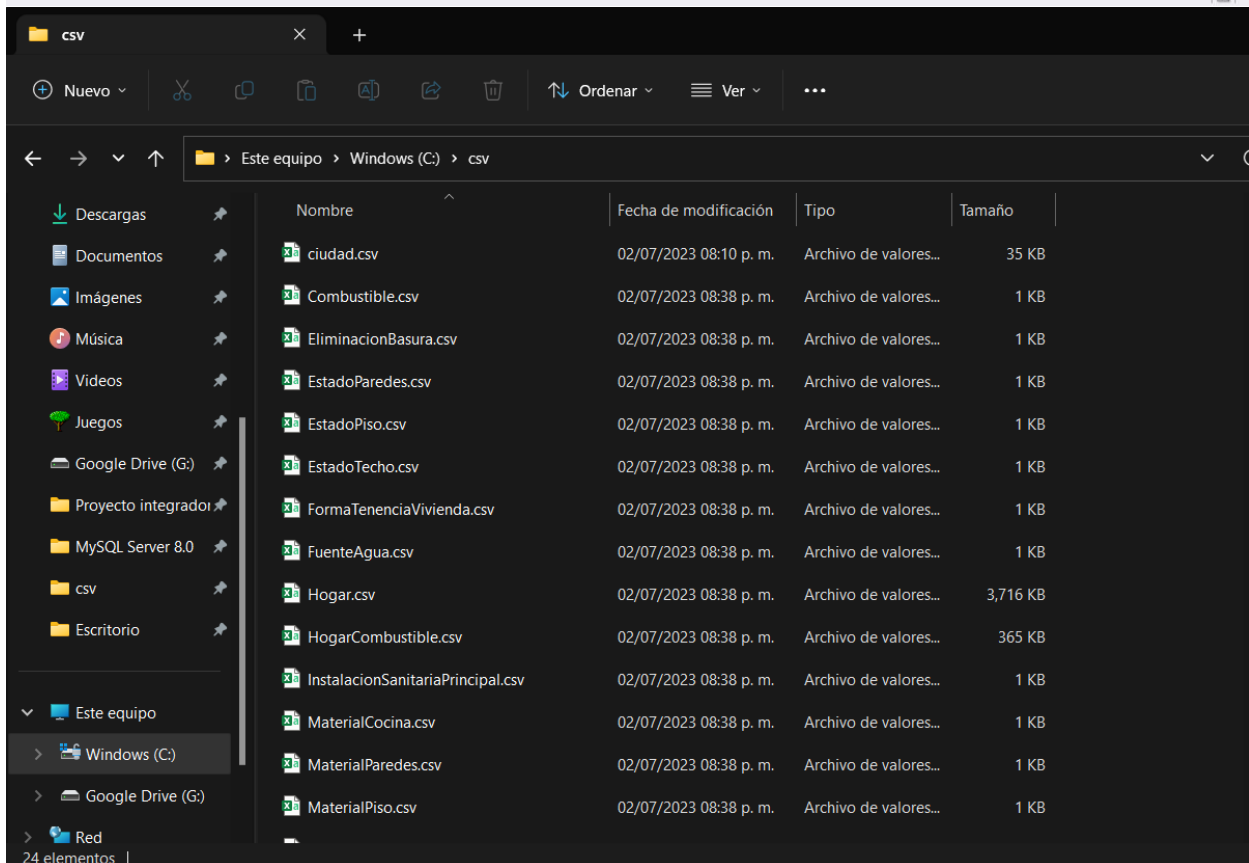 csv
Nuevo
Ordenar
Ver
Este equipo > Windows (C:) > csv
Descargas
Documentos
Imágenes
Música
Videos
Juegos
Google Drive (G:)
Proyecto integrador
MySQL Server 8.0
csv
Escritorio
Este equipo
Windows (C:)
Google Drive (G:)
Red
Nombre Fecha de modificación Tipo Tamaño
ciudad.csv 02/07/2023 08:10 p. m. Archivo de valores... 35 KB
Combustible.csv 02/07/2023 08:38 p. m. Archivo de valores... 1 KB
EliminacionBasura.csv 02/07/2023 08:38 p. m. Archivo de valores... 1 KB
EstadoParedes.csv 02/07/2023 08:38 p. m. Archivo de valores... 1 KB
EstadoPiso.csv 02/07/2023 08:38 p. m. Archivo de valores... 1 KB
EstadoTecho.csv 02/07/2023 08:38 p. m. Archivo de valores... 1 KB
FormaTenenciaVivienda.csv 02/07/2023 08:38 p. m. Archivo de valores... 1 KB
FuenteAgua.csv 02/07/2023 08:38 p. m. Archivo de valores... 1 KB
Hogar.csv 02/07/2023 08:38 p. m. Archivo de valores... 3,716 KB
HogarCombustible.csv 02/07/2023 08:38 p. m. Archivo de valores... 365 KB
InstalacionSanitariaPrincipal.csv 02/07/2023 08:38 p. m. Archivo de valores... 1 KB
MaterialCocina.csv 02/07/2023 08:38 p. m. Archivo de valores... 1 KB
MaterialParedes.csv 02/07/2023 08:38 p. m. Archivo de valores... 1 KB
MaterialPiso.csv 02/07/2023 08:38 p. m. Archivo de valores... 1 KB
24 elementos